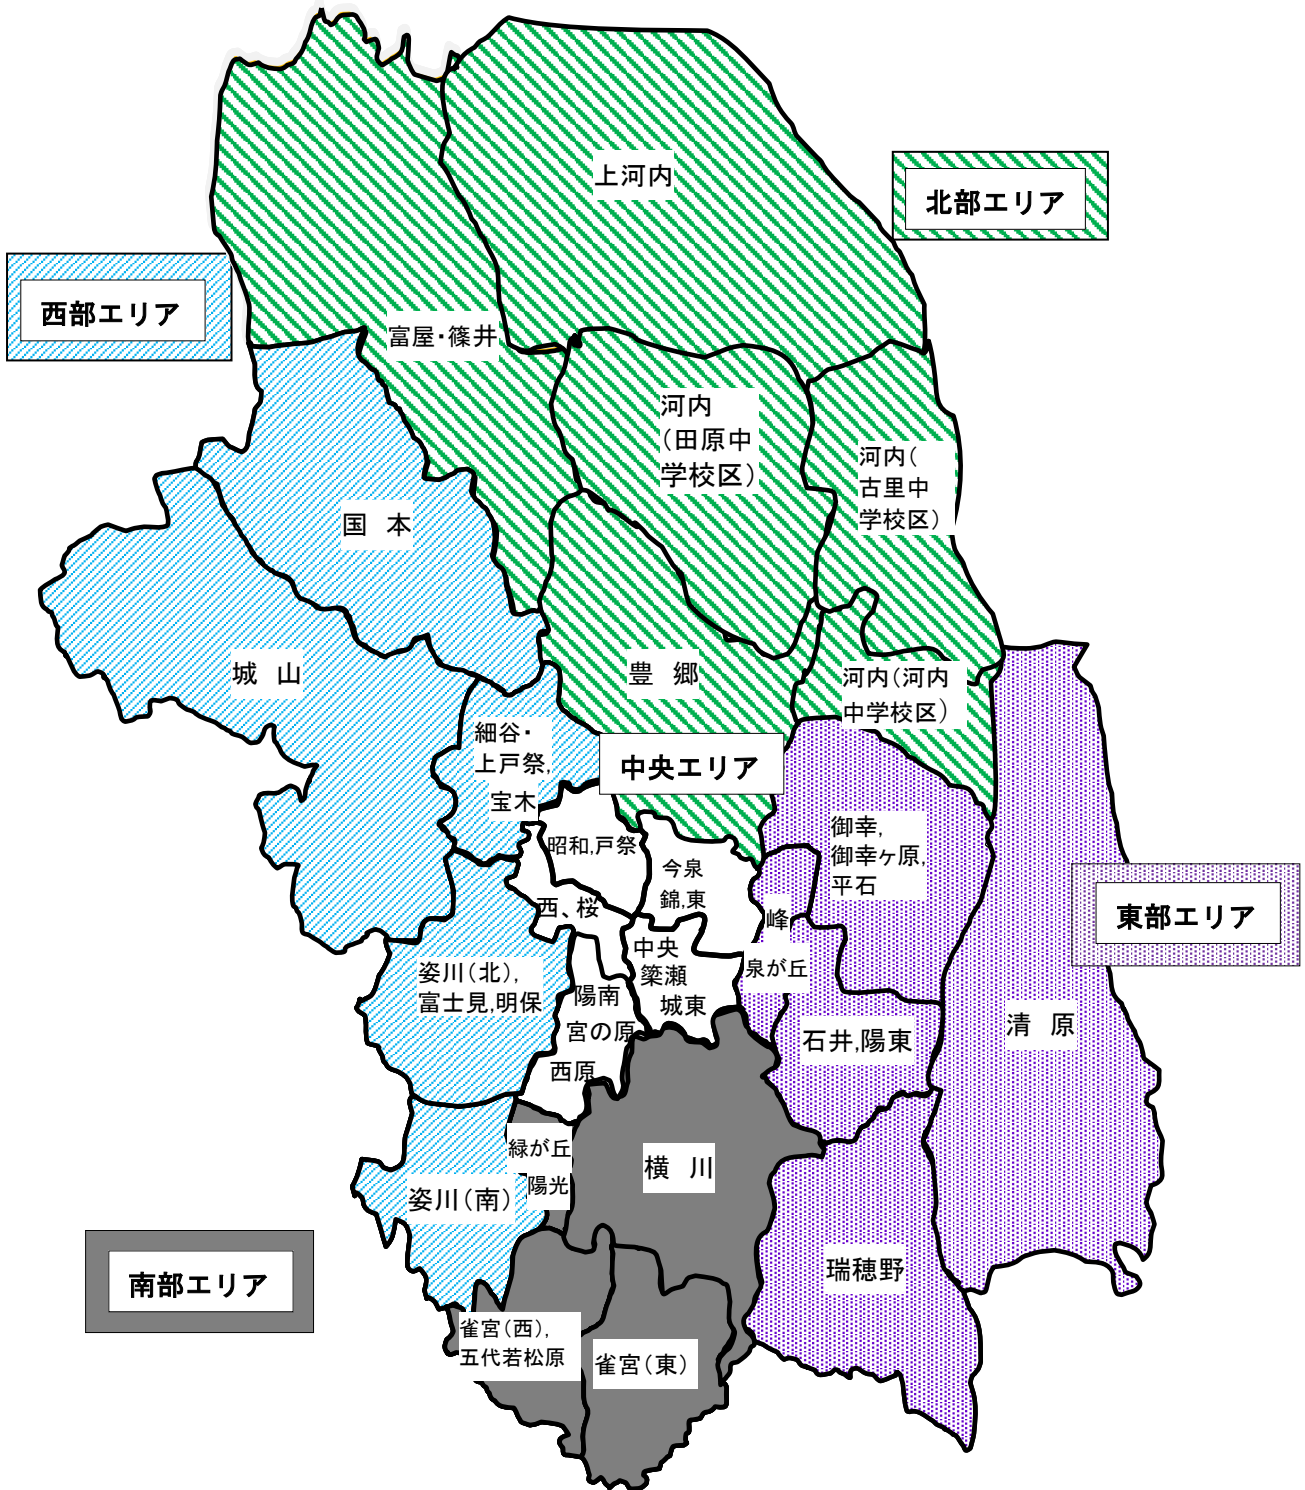 上河内
北部エリア
西部エリア
富屋・篠井
河内
（田原中
学校区）
河内（
古里中
学校区）
国　本
城　山
豊　郷
河内（河内
中学校区）
細谷・
上戸祭,
宝木
中央エリア
昭和,戸祭
今泉
錦,東
御幸,
御幸ヶ原,
平石
西、桜
峰
東部エリア
中央
簗瀬
城東
泉が丘
姿川（北）,
富士見,明保
陽南
宮の原
西原
石井,陽東
清　原
緑が丘
陽光
横　川
姿川（南）
南部エリア
瑞穂野
雀宮（西）,
五代若松原
雀宮（東）